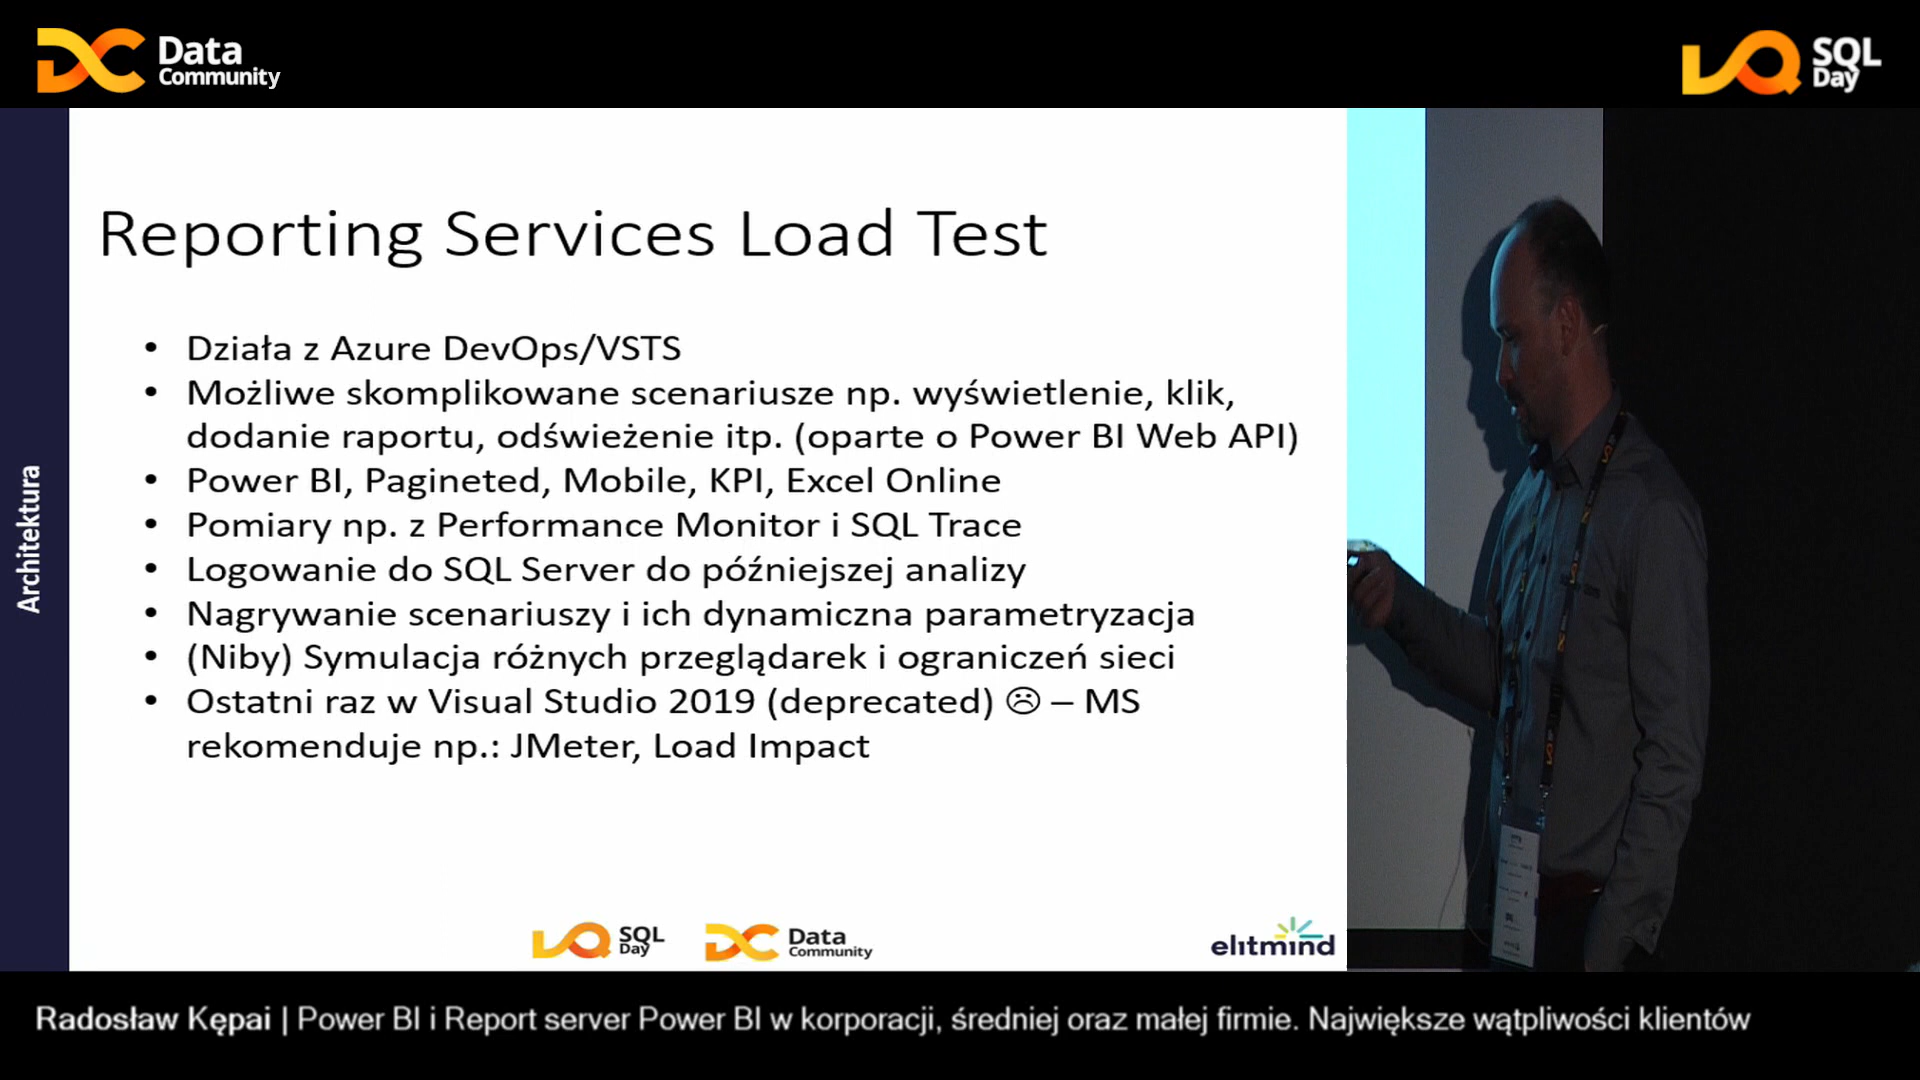 Data
Community
SQL
Day
Architektura
Reporting Services Load Test
• Działa z Azure DevOps/VSTS
• Możliwe skomplikowane scenariusze np. wyświetlenie, klik,
dodanie raportu, odświeżenie itp. (oparte o Power BI Web API)
• Power BI, Pagineted, Mobile, KPI, Excel Online
• Pomiary np. z Performance Monitor i SQL Trace
• Logowanie do SQL Server do późniejszej analizy
• Nagrywanie scenariuszy i ich dynamiczna parametryzacja
• (Niby) Symulacja różnych przeglądarek i ograniczeń sieci
• Ostatni raz w Visual Studio 2019 (deprecated) ☹ – MS
rekomenduje np.: JMeter, Load Impact
SQL
Day
Data
Community
elitmind
Radosław Kępai | Power BI i Report server Power BI w korporacji, średniej oraz małej firmie. Największe wątpliwości klientów